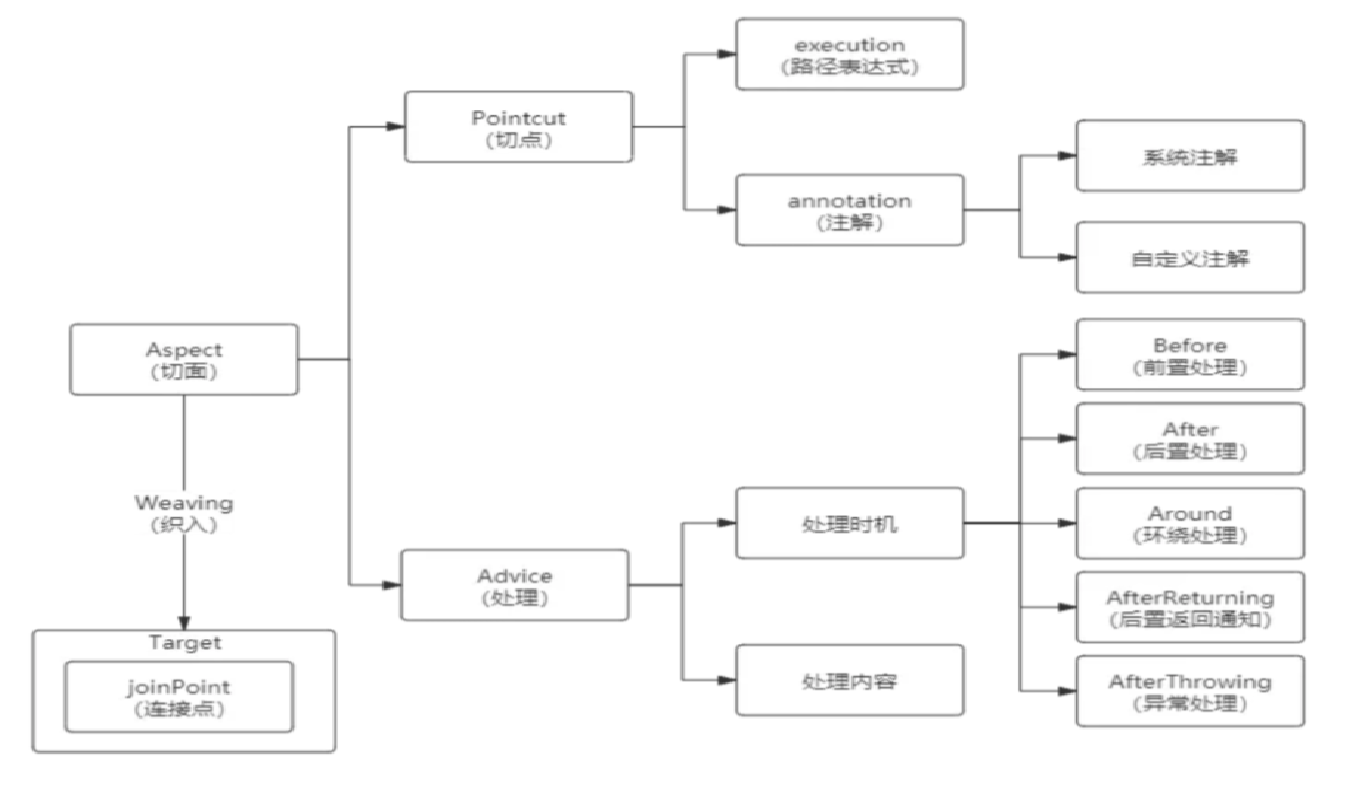 execution
(路径表达式)
Pointcut
(切点)
annotation
(注解)
系统注解
自定义注解
Aspect
(切面)
Before
(前置处理)
After
(后置处理)
Weaving
(织入)
处理时机
Around
(环绕处理)
Advice
(处理)
AfterReturning
(后置返回通知)
Target
joinPoint
(连接点)
处理内容
AfterThrowing
(异常处理)